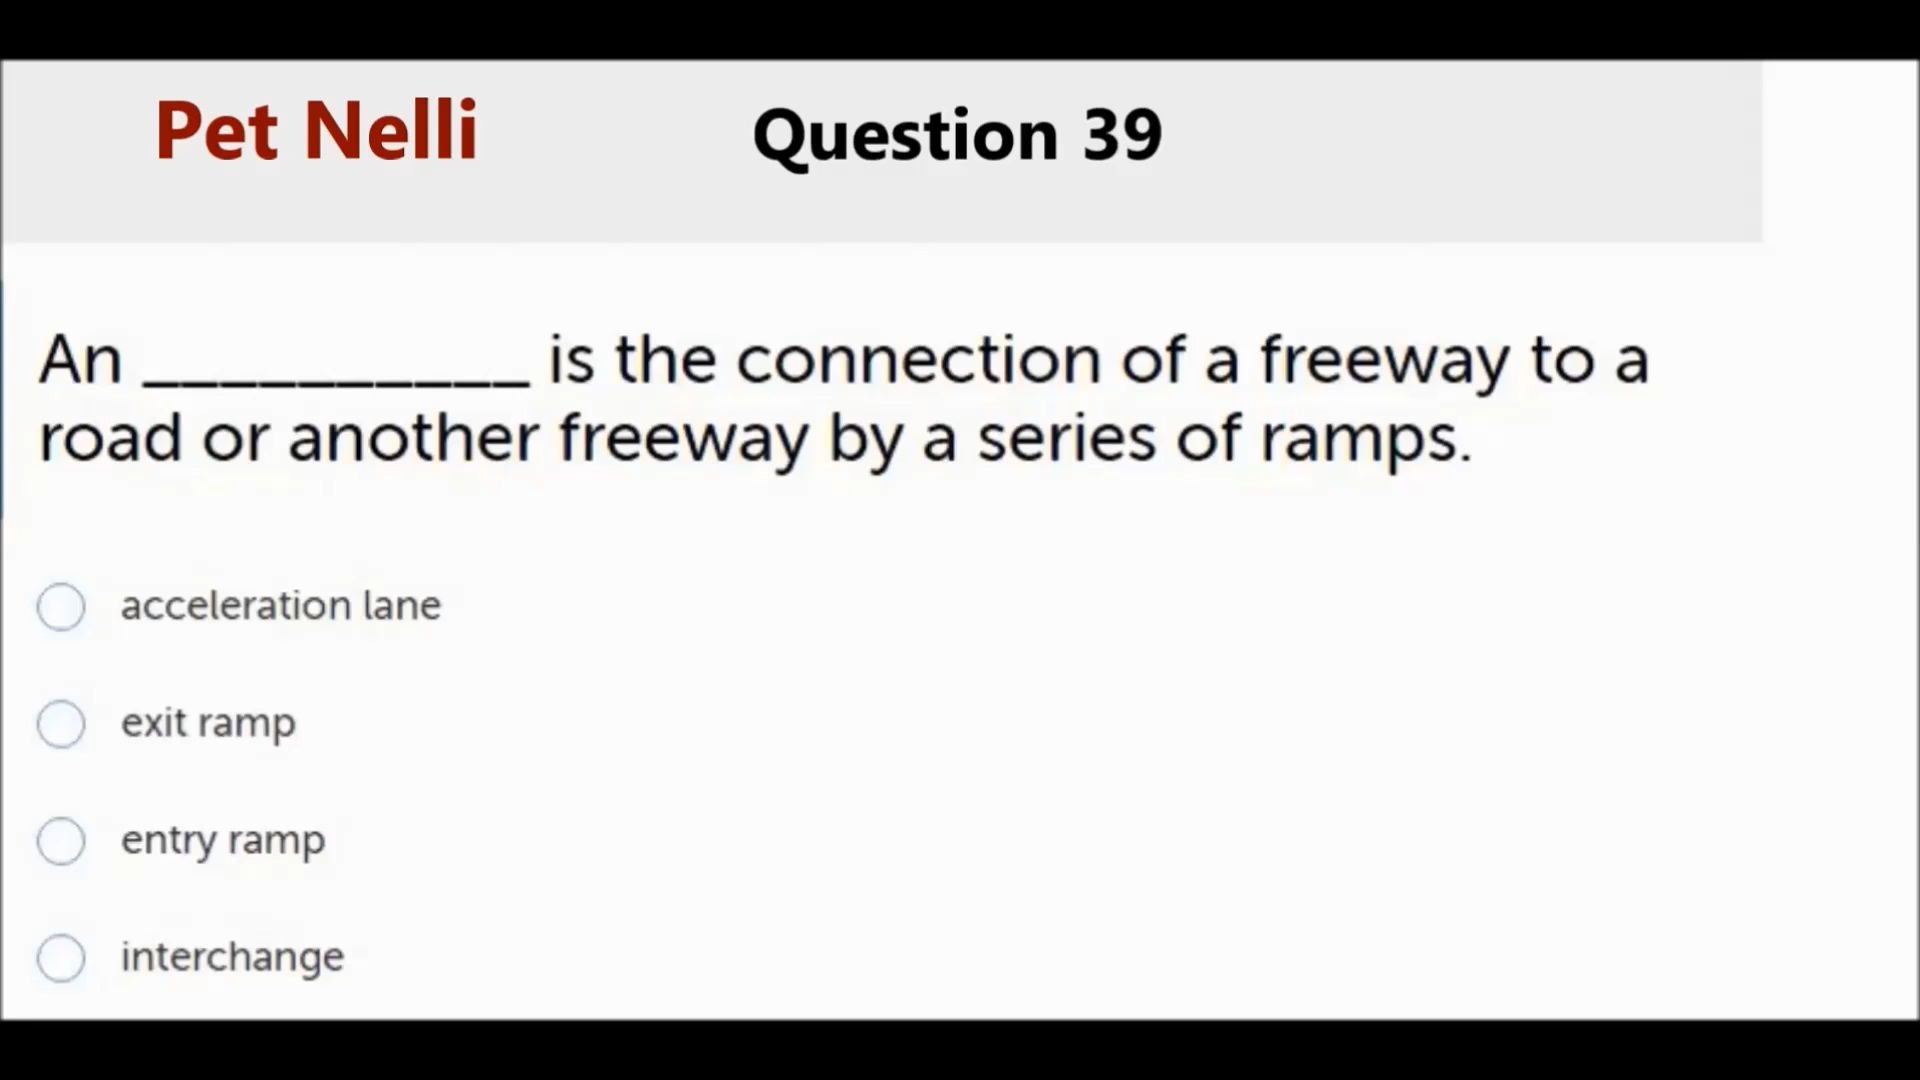 Pet Nelli Question 39
An __________ is the connection of a freeway to a
road or another freeway by a series of ramps.
acceleration lane
exit ramp
entry ramp
interchange